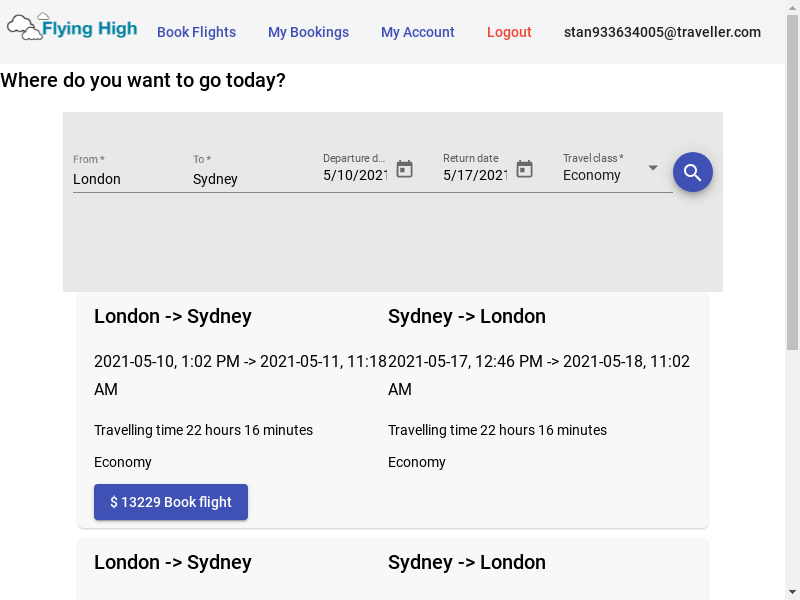 Flying High
Book Flights
My Bookings
My Account
Logout
stan933634005@traveller.com
Where do you want to go today?
From *
London
To *
Sydney
Departure d...
5/10/2021
Return date
5/17/2021
Travel class *
Economy
London -> Sydney
2021-05-10, 1:02 PM -> 2021-05-11, 11:18
AM
Travelling time 22 hours 16 minutes
Economy
$ 13229 Book flight
Sydney -> London
2021-05-17, 12:46 PM -> 2021-05-18, 11:02
AM
Travelling time 22 hours 16 minutes
Economy
London -> Sydney
Sydney -> London